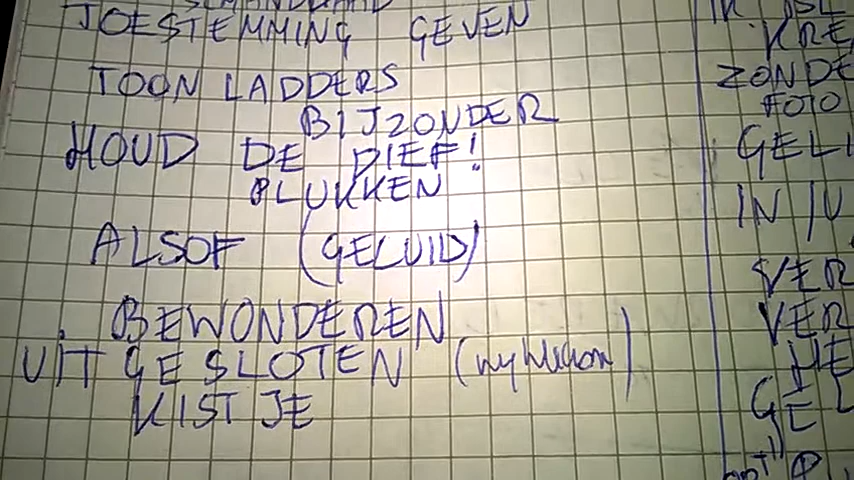 TOESTEMMING GEVEN
TOON LADDERS
BIJZONDER
HOUD DE DIEF!
PLUKKEN
ALSOF (GELUID)
BEWONDEREN
UITGESLOTEN
KISTJE
KRE
ZONDE
FOTO
GELI
IN
VER
VER
HE
GEL